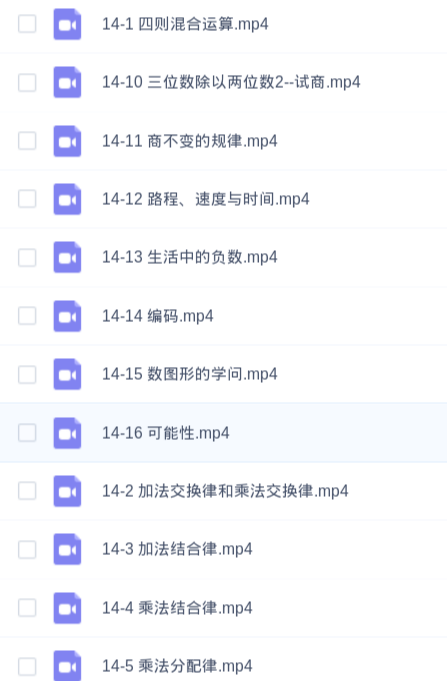 14-1 四则混合运算.mp4
14-10 三位数除以两位数2--试商.mp4
14-11 商不变的规律.mp4
14-12 路程、速度与时间.mp4
14-13 生活中的负数.mp4
14-14 编码.mp4
14-15 数图形的学问.mp4
14-16 可能性.mp4
14-2 加法交换律和乘法交换律.mp4
14-3 加法结合律.mp4
14-4 乘法结合律.mp4
14-5 乘法分配律.mp4